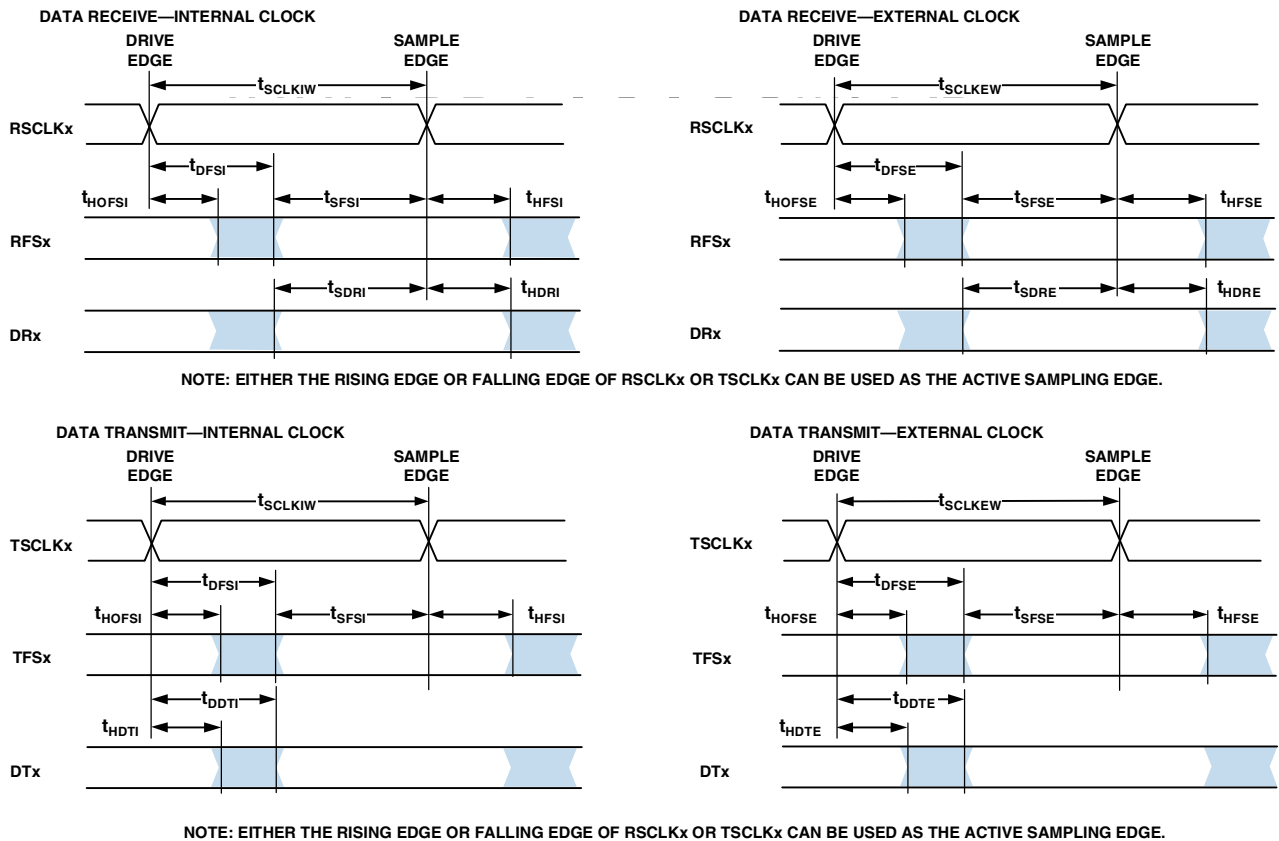 DATA RECEIVE—INTERNAL CLOCK
DRIVE
EDGE
SAMPLE
EDGE
tSCLKIW
RSCLKx
tDFSI
tHOFSI
tSFSI
tHFSI
RFSx
tSDRI
tHDRI
DRx
DATA RECEIVE—EXTERNAL CLOCK
DRIVE
EDGE
SAMPLE
EDGE
tSCLKEW
RSCLKx
tDFSE
tHOFSE
tSFSE
tHFSE
RFSx
tSDRE
tHDRE
DRx
NOTE: EITHER THE RISING EDGE OR FALLING EDGE OF RSCLKx OR TSCLKx CAN BE USED AS THE ACTIVE SAMPLING EDGE.
DATA TRANSMIT—INTERNAL CLOCK
DRIVE
EDGE
SAMPLE
EDGE
tSCLKIW
TSCLKx
tDFSI
tHOFSI
tSFSI
tHFSI
TFSx
tDDTI
tHDTI
DTx
DATA TRANSMIT—EXTERNAL CLOCK
DRIVE
EDGE
SAMPLE
EDGE
tSCLKEW
TSCLKx
tDFSE
tHOFSE
tSFSE
tHFSE
TFSx
tDDTE
tHDTE
DTx
NOTE: EITHER THE RISING EDGE OR FALLING EDGE OF RSCLKx OR TSCLKx CAN BE USED AS THE ACTIVE SAMPLING EDGE.